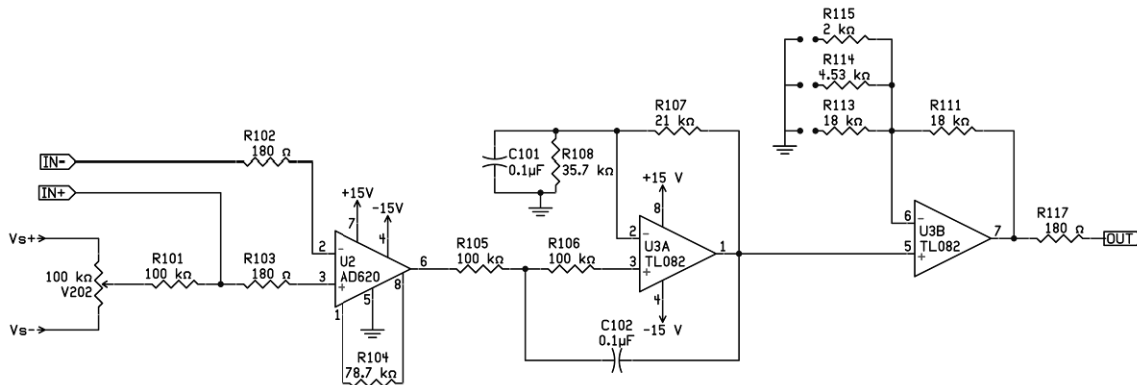 R115
2 kΩ
R114
4.53 kΩ
R113
18 kΩ
R111
18 kΩ
R107
21 kΩ
C101
0.1µF
R108
35.7 kΩ
R102
180 Ω
IN-
IN+
+15V
-15V
7
4
2
-
U2
AD620
3
+
6
8
5
1
R104
78.7 kΩ
Vs+
100 kΩ
V202
Vs-
R101
100 kΩ
R103
180 Ω
R105
100 kΩ
R106
100 kΩ
+15 V
8
2
-
U3A
TL082
3
+
1
4
-15 V
C102
0.1µF
6
-
U3B
TL082
5
+
7
R117
180 Ω
OUT